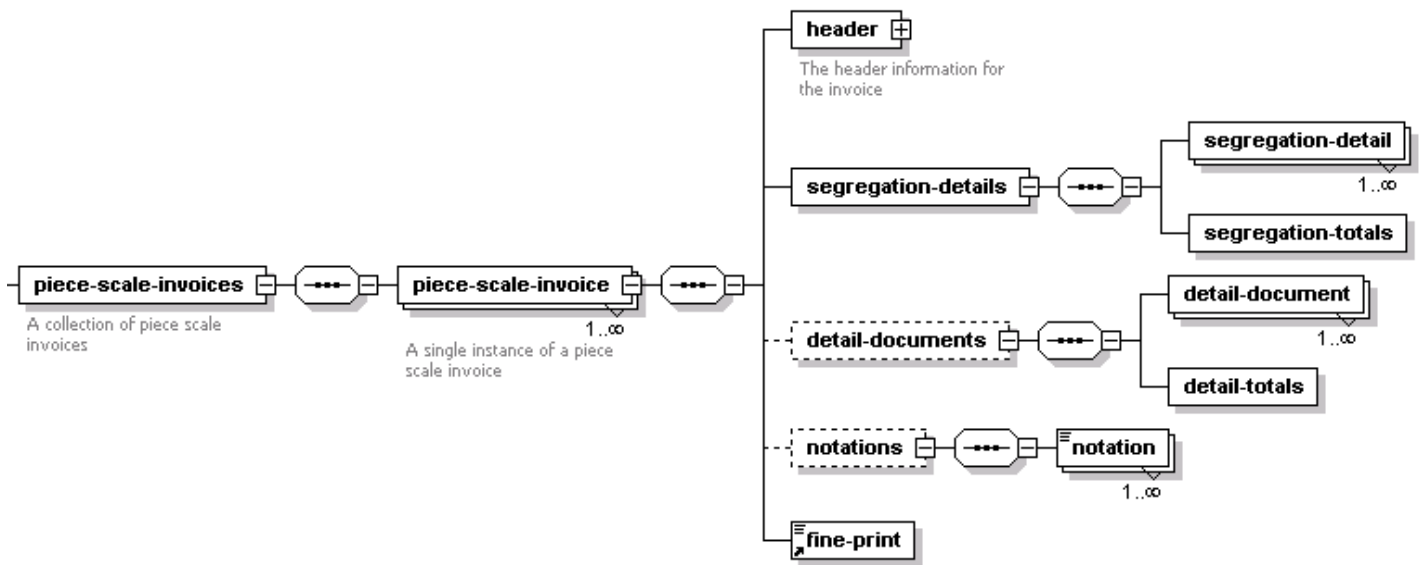 header
The header information for
the invoice
segregation-detail
1..∞
segregation-details
segregation-totals
piece-scale-invoices
A collection of piece scale
invoices
piece-scale-invoice
1..∞
A single instance of a piece
scale invoice
detail-document
1..∞
detail-documents
detail-totals
notations
notation
1..∞
fine-print